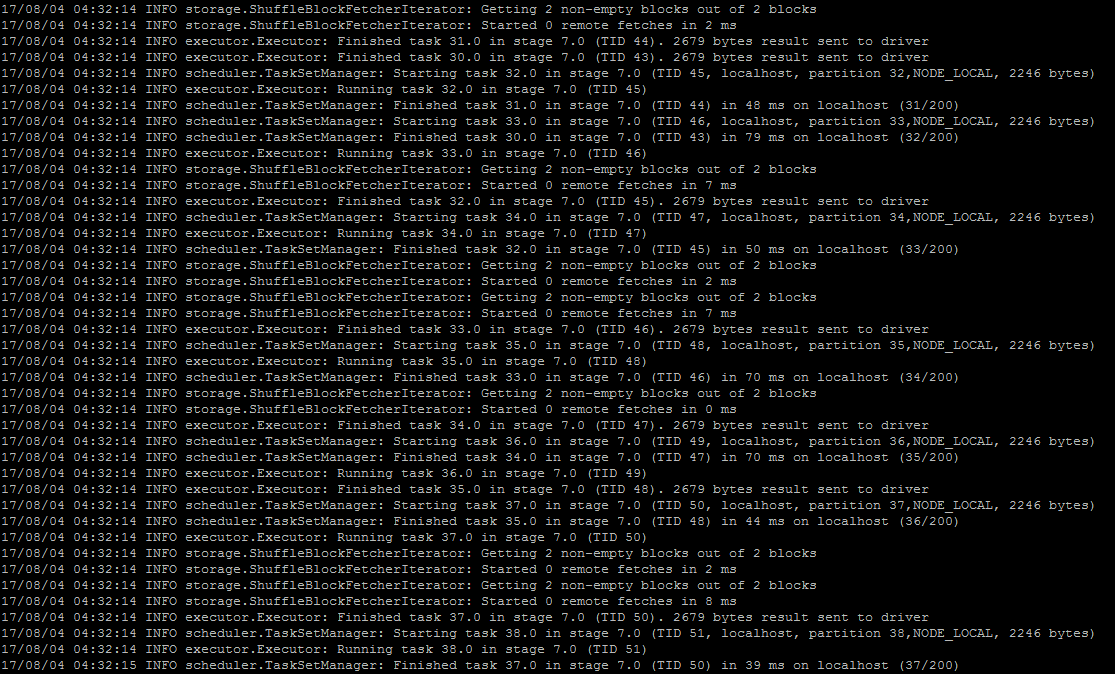 17/08/04 04:32:14 INFO storage.ShuffleBlockFetcherIterator: Getting 2 non-empty blocks out of 2 blocks
17/08/04 04:32:14 INFO storage.ShuffleBlockFetcherIterator: Started 0 remote fetches in 2 ms
17/08/04 04:32:14 INFO executor.Executor: Finished task 31.0 in stage 7.0 (TID 44). 2679 bytes result sent to driver
17/08/04 04:32:14 INFO executor.Executor: Finished task 30.0 in stage 7.0 (TID 43). 2679 bytes result sent to driver
17/08/04 04:32:14 INFO scheduler.TaskSetManager: Starting task 32.0 in stage 7.0 (TID 45, localhost, partition 32,NODE_LOCAL, 2246 bytes)
17/08/04 04:32:14 INFO executor.Executor: Running task 32.0 in stage 7.0 (TID 45)
17/08/04 04:32:14 INFO scheduler.TaskSetManager: Finished task 31.0 in stage 7.0 (TID 44) in 48 ms on localhost (31/200)
17/08/04 04:32:14 INFO scheduler.TaskSetManager: Starting task 33.0 in stage 7.0 (TID 46, localhost, partition 33,NODE_LOCAL, 2246 bytes)
17/08/04 04:32:14 INFO scheduler.TaskSetManager: Finished task 30.0 in stage 7.0 (TID 43) in 79 ms on localhost (32/200)
17/08/04 04:32:14 INFO executor.Executor: Running task 33.0 in stage 7.0 (TID 46)
17/08/04 04:32:14 INFO storage.ShuffleBlockFetcherIterator: Getting 2 non-empty blocks out of 2 blocks
17/08/04 04:32:14 INFO storage.ShuffleBlockFetcherIterator: Started 0 remote fetches in 7 ms
17/08/04 04:32:14 INFO executor.Executor: Finished task 32.0 in stage 7.0 (TID 45). 2679 bytes result sent to driver
17/08/04 04:32:14 INFO scheduler.TaskSetManager: Starting task 34.0 in stage 7.0 (TID 47, localhost, partition 34,NODE_LOCAL, 2246 bytes)
17/08/04 04:32:14 INFO executor.Executor: Running task 34.0 in stage 7.0 (TID 47)
17/08/04 04:32:14 INFO scheduler.TaskSetManager: Finished task 32.0 in stage 7.0 (TID 45) in 50 ms on localhost (33/200)
17/08/04 04:32:14 INFO storage.ShuffleBlockFetcherIterator: Getting 2 non-empty blocks out of 2 blocks
17/08/04 04:32:14 INFO storage.ShuffleBlockFetcherIterator: Started 0 remote fetches in 2 ms
17/08/04 04:32:14 INFO storage.ShuffleBlockFetcherIterator: Getting 2 non-empty blocks out of 2 blocks
17/08/04 04:32:14 INFO storage.ShuffleBlockFetcherIterator: Started 0 remote fetches in 7 ms
17/08/04 04:32:14 INFO executor.Executor: Finished task 33.0 in stage 7.0 (TID 46). 2679 bytes result sent to driver
17/08/04 04:32:14 INFO scheduler.TaskSetManager: Starting task 35.0 in stage 7.0 (TID 48, localhost, partition 35,NODE_LOCAL, 2246 bytes)
17/08/04 04:32:14 INFO executor.Executor: Running task 35.0 in stage 7.0 (TID 48)
17/08/04 04:32:14 INFO scheduler.TaskSetManager: Finished task 33.0 in stage 7.0 (TID 46) in 70 ms on localhost (34/200)
17/08/04 04:32:14 INFO storage.ShuffleBlockFetcherIterator: Getting 2 non-empty blocks out of 2 blocks
17/08/04 04:32:14 INFO storage.ShuffleBlockFetcherIterator: Started 0 remote fetches in 0 ms
17/08/04 04:32:14 INFO executor.Executor: Finished task 34.0 in stage 7.0 (TID 47). 2679 bytes result sent to driver
17/08/04 04:32:14 INFO scheduler.TaskSetManager: Starting task 36.0 in stage 7.0 (TID 49, localhost, partition 36,NODE_LOCAL, 2246 bytes)
17/08/04 04:32:14 INFO scheduler.TaskSetManager: Finished task 34.0 in stage 7.0 (TID 47) in 70 ms on localhost (35/200)
17/08/04 04:32:14 INFO executor.Executor: Running task 36.0 in stage 7.0 (TID 49)
17/08/04 04:32:14 INFO executor.Executor: Finished task 35.0 in stage 7.0 (TID 48). 2679 bytes result sent to driver
17/08/04 04:32:14 INFO scheduler.TaskSetManager: Starting task 37.0 in stage 7.0 (TID 50, localhost, partition 37,NODE_LOCAL, 2246 bytes)
17/08/04 04:32:14 INFO scheduler.TaskSetManager: Finished task 35.0 in stage 7.0 (TID 48) in 44 ms on localhost (36/200)
17/08/04 04:32:14 INFO executor.Executor: Running task 37.0 in stage 7.0 (TID 50)
17/08/04 04:32:14 INFO storage.ShuffleBlockFetcherIterator: Getting 2 non-empty blocks out of 2 blocks
17/08/04 04:32:14 INFO storage.ShuffleBlockFetcherIterator: Started 0 remote fetches in 2 ms
17/08/04 04:32:14 INFO storage.ShuffleBlockFetcherIterator: Getting 2 non-empty blocks out of 2 blocks
17/08/04 04:32:14 INFO storage.ShuffleBlockFetcherIterator: Started 0 remote fetches in 8 ms
17/08/04 04:32:14 INFO executor.Executor: Finished task 37.0 in stage 7.0 (TID 50). 2679 bytes result sent to driver
17/08/04 04:32:14 INFO scheduler.TaskSetManager: Starting task 38.0 in stage 7.0 (TID 51, localhost, partition 38,NODE_LOCAL, 2246 bytes)
17/08/04 04:32:14 INFO executor.Executor: Running task 38.0 in stage 7.0 (TID 51)
17/08/04 04:32:15 INFO scheduler.TaskSetManager: Finished task 37.0 in stage 7.0 (TID 50) in 39 ms on localhost (37/200)